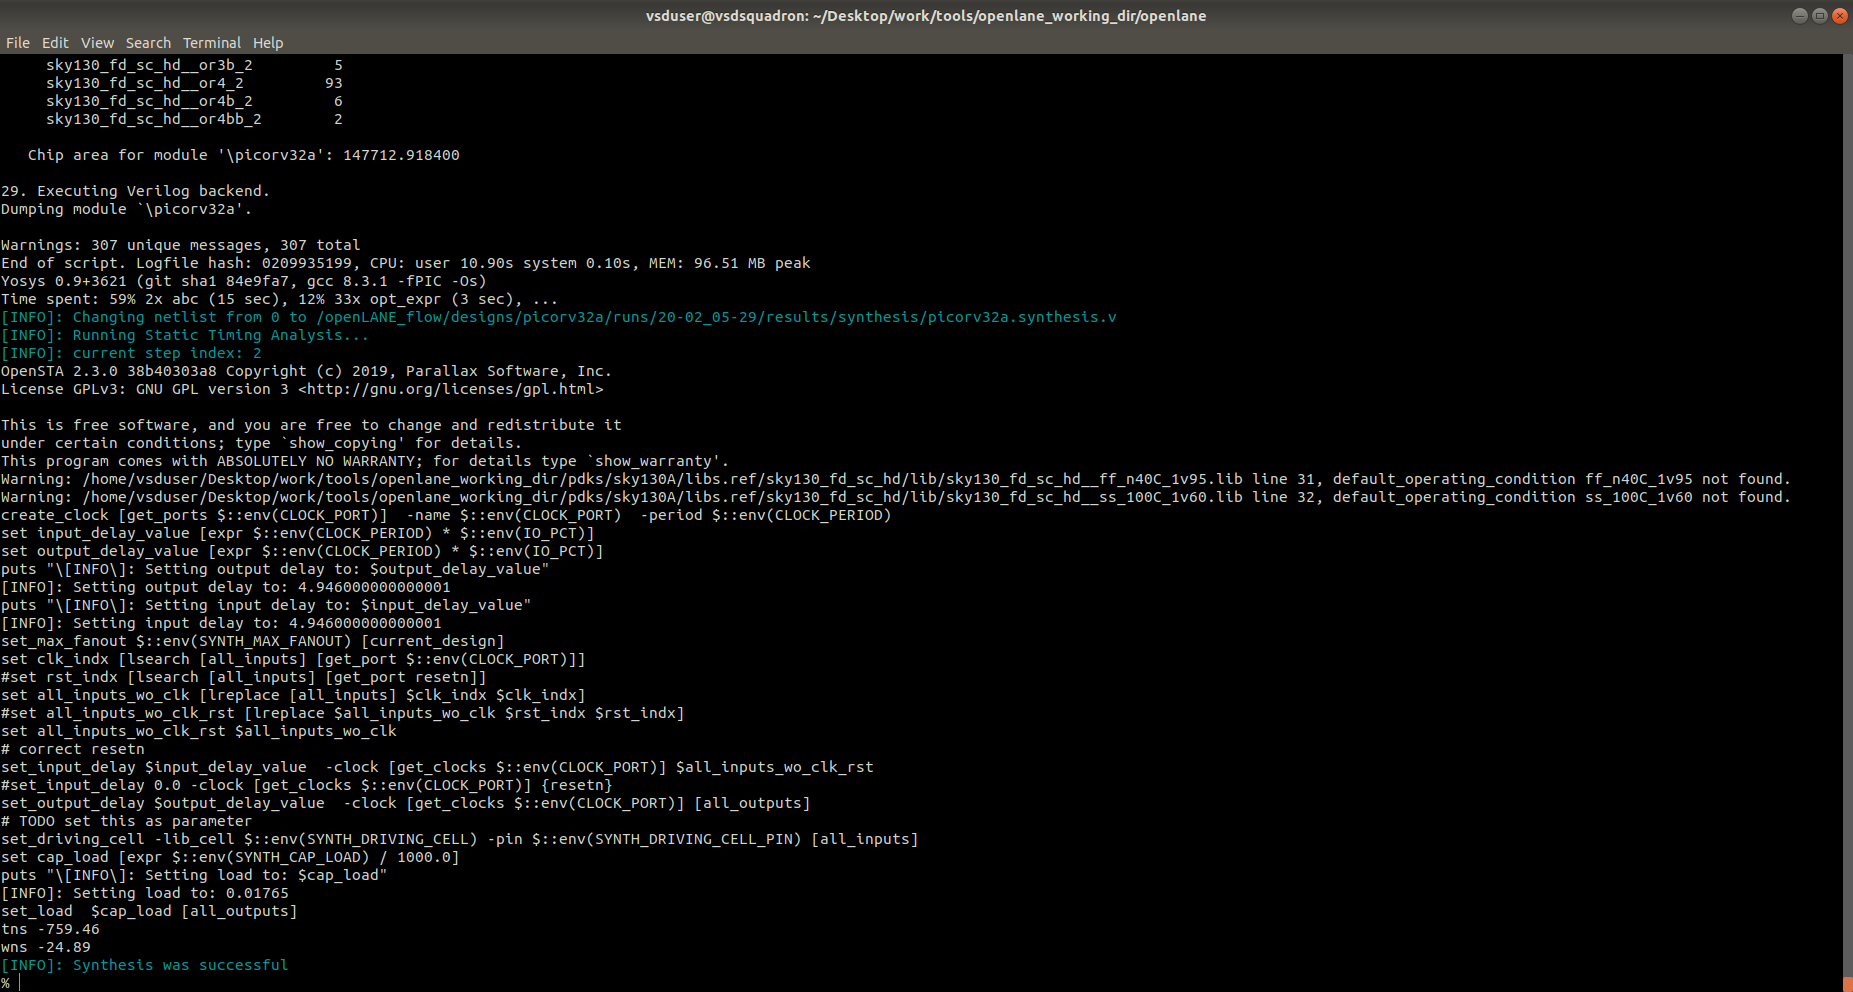 vsduser@vsdsquadron: ~/Desktop/work/tools/openlane_working_dir/openlane
File Edit View Search Terminal Help
sky130_fd_sc_hd__or3b_2 5
sky130_fd_sc_hd__or4_2 93
sky130_fd_sc_hd__or4b_2 6
sky130_fd_sc_hd__or4bb_2 2
Chip area for module '\picorv32a': 147712.918400
29. Executing Verilog backend.
Dumping module `\picorv32a'.
Warnings: 307 unique messages, 307 total
End of script. Logfile hash: 0209935199, CPU: user 10.90s system 0.10s, MEM: 96.51 MB peak
Yosys 0.9+3621 (git sha1 84e9fa7, gcc 8.3.1 -fPIC -Os)
Time spent: 59% 2x abc (15 sec), 12% 33x opt_expr (3 sec), ...
[INFO]: Changing netlist from 0 to /openLANE_flow/designs/picorv32a/runs/20-02_05-29/results/synthesis/picorv32a.synthesis.v
[INFO]: Running Static Timing Analysis...
[INFO]: current step index: 2
OpenSTA 2.3.0 38b40303a8 Copyright (c) 2019, Parallax Software, Inc.
License GPLv3: GNU GPL version 3 <http://gnu.org/licenses/gpl.html>
This is free software, and you are free to change and redistribute it
under certain conditions; type `show_copying' for details.
This program comes with ABSOLUTELY NO WARRANTY; for details type `show_warranty'.
Warning: /home/vsduser/Desktop/work/tools/openlane_working_dir/pdks/sky130A/libs.ref/sky130_fd_sc_hd/lib/sky130_fd_sc_hd__ff_n40C_1v95.lib line 31, default_operating_condition ff_n40C_1v95 not found.
Warning: /home/vsduser/Desktop/work/tools/openlane_working_dir/pdks/sky130A/libs.ref/sky130_fd_sc_hd/lib/sky130_fd_sc_hd__ss_100C_1v60.lib line 32, default_operating_condition ss_100C_1v60 not found.
create_clock [get_ports $::env(CLOCK_PORT)]  -name $::env(CLOCK_PORT)  -period $::env(CLOCK_PERIOD)
set input_delay_value [expr $::env(CLOCK_PERIOD) * $::env(IO_PCT)]
set output_delay_value [expr $::env(CLOCK_PERIOD) * $::env(IO_PCT)]
puts "\[INFO\]: Setting output delay to: $output_delay_value"
[INFO]: Setting output delay to: 4.946000000000001
puts "\[INFO\]: Setting input delay to: $input_delay_value"
[INFO]: Setting input delay to: 4.946000000000001
set_max_fanout $::env(SYNTH_MAX_FANOUT) [current_design]
set clk_indx [lsearch [all_inputs] [get_port $::env(CLOCK_PORT)]]
#set rst_indx [lsearch [all_inputs] [get_port resetn]]
set all_inputs_wo_clk [lreplace [all_inputs] $clk_indx $clk_indx]
#set all_inputs_wo_clk_rst [lreplace $all_inputs_wo_clk $rst_indx $rst_indx]
set all_inputs_wo_clk_rst $all_inputs_wo_clk
# correct resetn
set_input_delay $input_delay_value  -clock [get_clocks $::env(CLOCK_PORT)] $all_inputs_wo_clk_rst
#set_input_delay 0.0 -clock [get_clocks $::env(CLOCK_PORT)] {resetn}
set_output_delay $output_delay_value  -clock [get_clocks $::env(CLOCK_PORT)] [all_outputs]
# TODO set this as parameter
set_driving_cell -lib_cell $::env(SYNTH_DRIVING_CELL) -pin $::env(SYNTH_DRIVING_CELL_PIN) [all_inputs]
set cap_load [expr $::env(SYNTH_CAP_LOAD) / 1000.0]
puts "\[INFO\]: Setting load to: $cap_load"
[INFO]: Setting load to: 0.01765
set_load  $cap_load [all_outputs]
tns -759.46
wns -24.89
[INFO]: Synthesis was successful
%